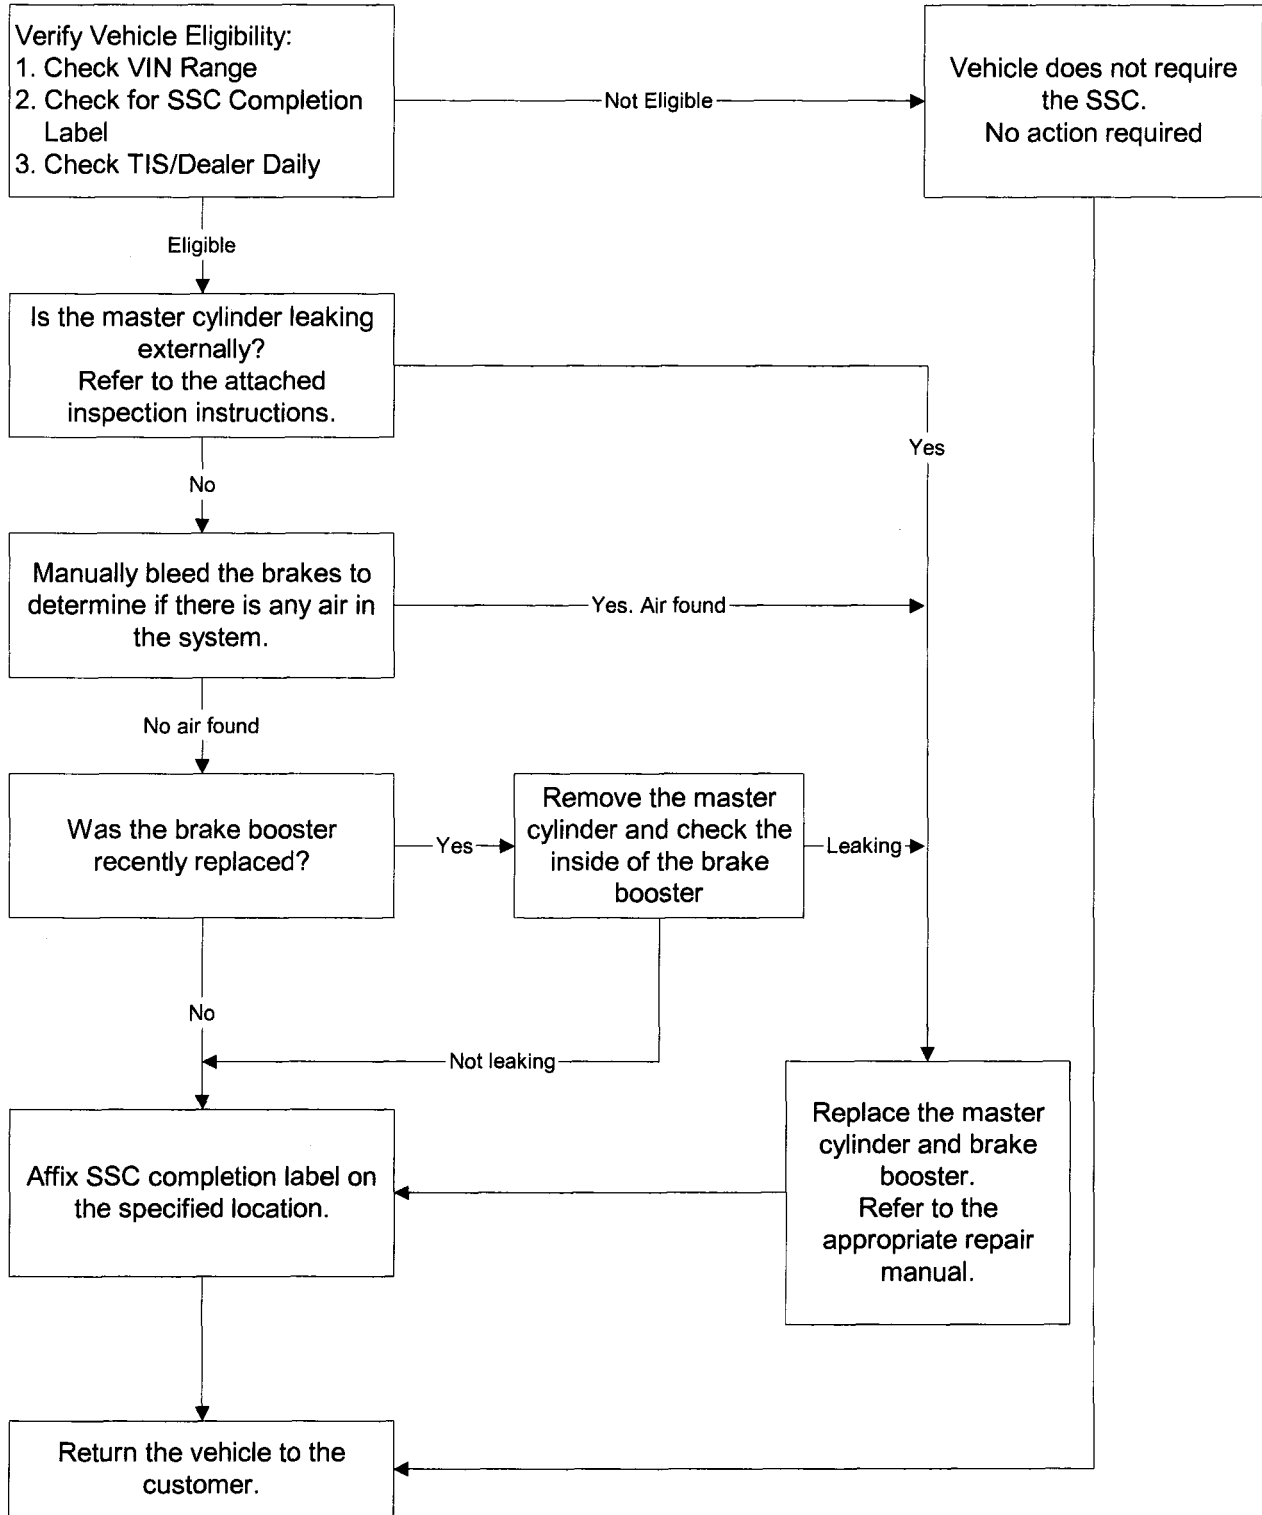 Verify Vehicle Eligibility:
1. Check VIN Range
2. Check for SSC Completion
Label
3. Check TIS/Dealer Daily
Not Eligible
Vehicle does not require
the SSC.
No action required
Eligible
Is the master cylinder leaking
externally?
Refer to the attached
inspection instructions.
Yes
No
Manually bleed the brakes to
determine if there is any air in
the system.
Yes. Air found
No air found
Was the brake booster
recently replaced?
Yes
Remove the master
cylinder and check the
inside of the brake
booster
Leaking
No
Not leaking
Affix SSC completion label on
the specified location.
Replace the master
cylinder and brake
booster.
Refer to the
appropriate repair
manual.
Return the vehicle to the
customer.